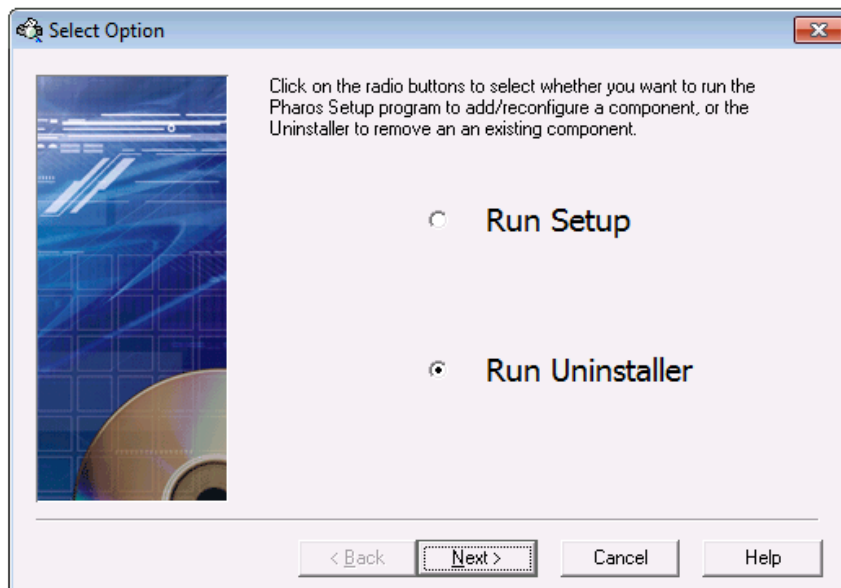 Select Option
Click on the radio buttons to select whether you want to run the
Pharos Setup program to add/reconfigure a component, or the
Uninstaller to remove an an existing component.
Run Setup
Run Uninstaller
< Back
Next >
Cancel
Help